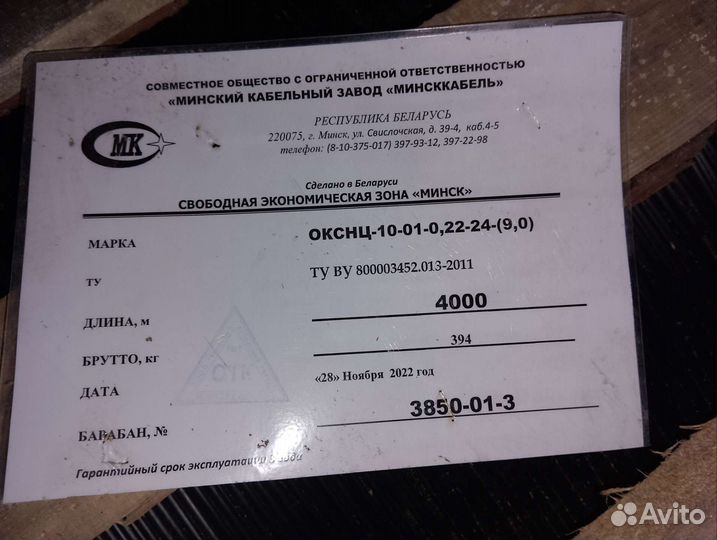 СОВМЕСТНОЕ ОБЩЕСТВО С ОГРАНИЧЕННОЙ ОТВЕТСТВЕННОСТЬЮ
«МИНСКИЙ КАБЕЛЬНЫЙ ЗАВОД «МИНСККАБЕЛЬ»
РЕСПУБЛИКА БЕЛАРУСЬ
220075, г. Минск, ул. Свислочская, д. 39-4, каб.4-5
телефон: (8-10-375-017) 397-93-12, 397-22-98
МК
Сделано в Беларуси
СВОБОДНАЯ ЭКОНОМИЧЕСКАЯ ЗОНА «МИНСК»
МАРКА ОКСНЦ-10-01-0,22-24-(9,0)
ТУ ТУ BY 800003452.013-2011
ДЛИНА, м 4000
БРУТТО, кг 394
ДАТА «28» Ноября 2022 год
БАРАБАН, № 3850-01-3
Гарантийный срок эксплуатации
Avito